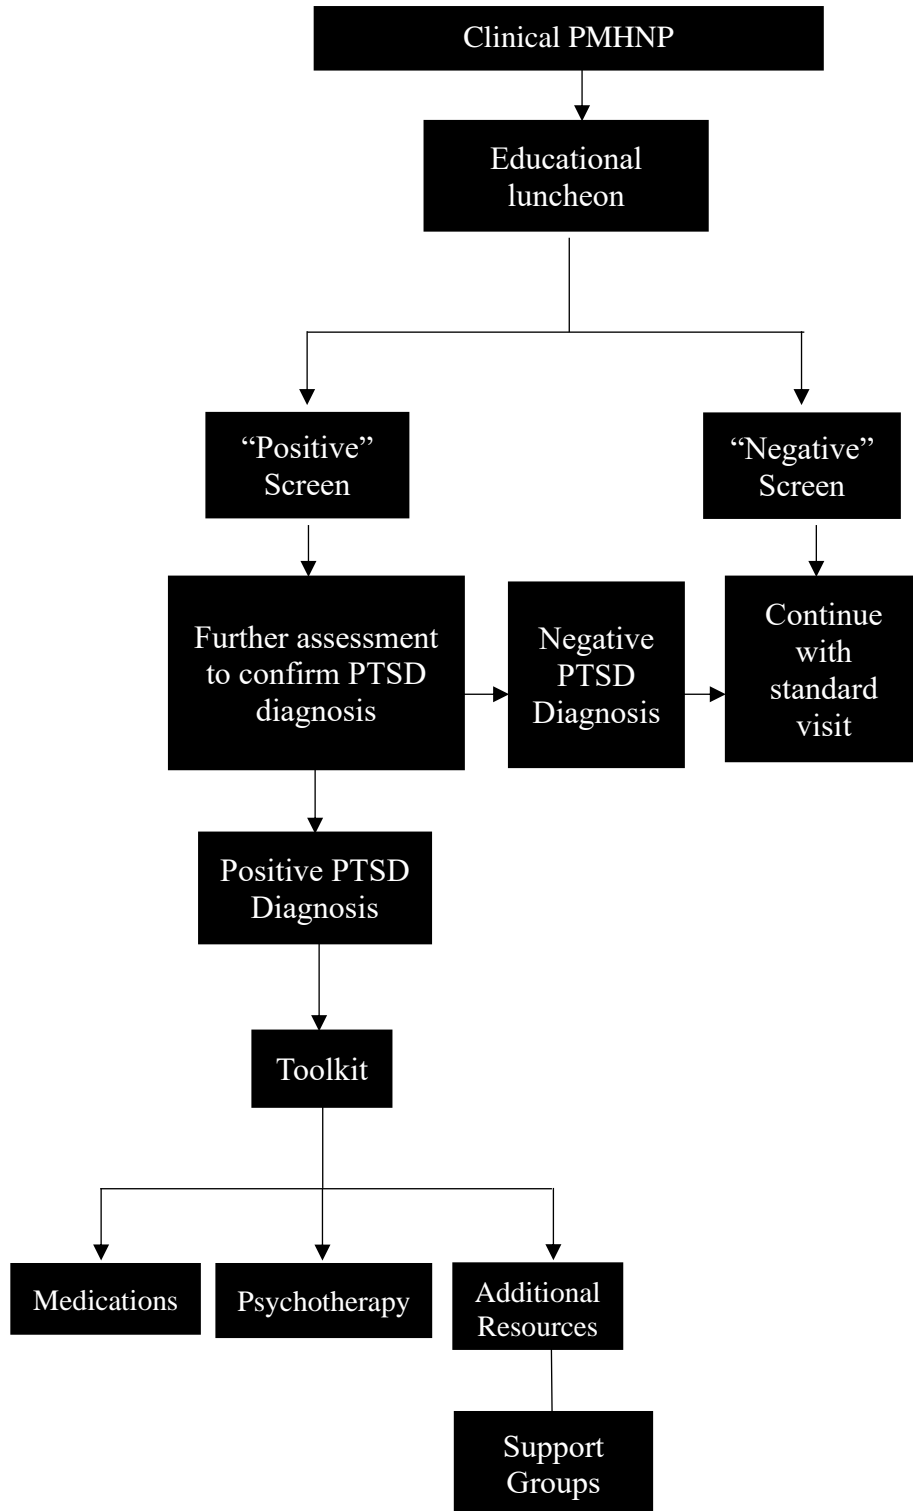 Clinical PMHNP
Educational
luncheon
“Positive”
Screen
“Negative”
Screen
Further assessment
to confirm PTSD
diagnosis
Negative
PTSD
Diagnosis
Continue
with
standard
visit
Positive PTSD
Diagnosis
Toolkit
Medications
Psychotherapy
Additional
Resources
Support
Groups